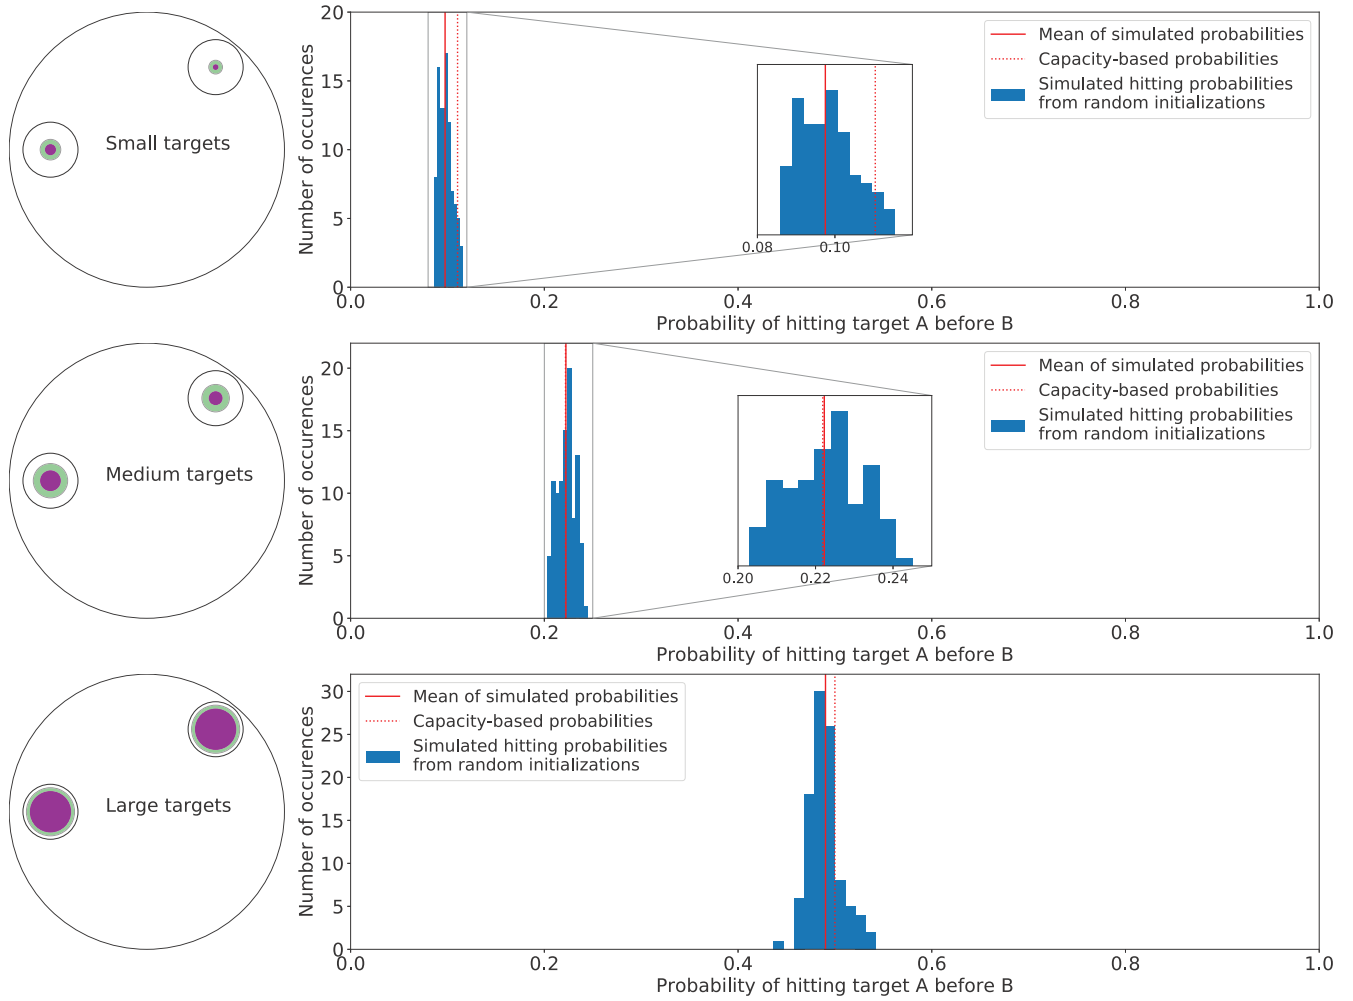 Small targets
Number of occurences
20
15
10
5
0
Mean of simulated probabilities
Capacity-based probabilities
Simulated hitting probabilities
from random initializations
0.08
0.10
0.0
0.2
0.4
0.6
0.8
1.0
Probability of hitting target A before B
Medium targets
Number of occurences
20
15
10
5
0
Mean of simulated probabilities
Capacity-based probabilities
Simulated hitting probabilities
from random initializations
0.20
0.22
0.24
0.0
0.2
0.4
0.6
0.8
1.0
Probability of hitting target A before B
Large targets
Number of occurences
30
25
20
15
10
5
0
Mean of simulated probabilities
Capacity-based probabilities
Simulated hitting probabilities
from random initializations
0.0
0.2
0.4
0.6
0.8
1.0
Probability of hitting target A before B